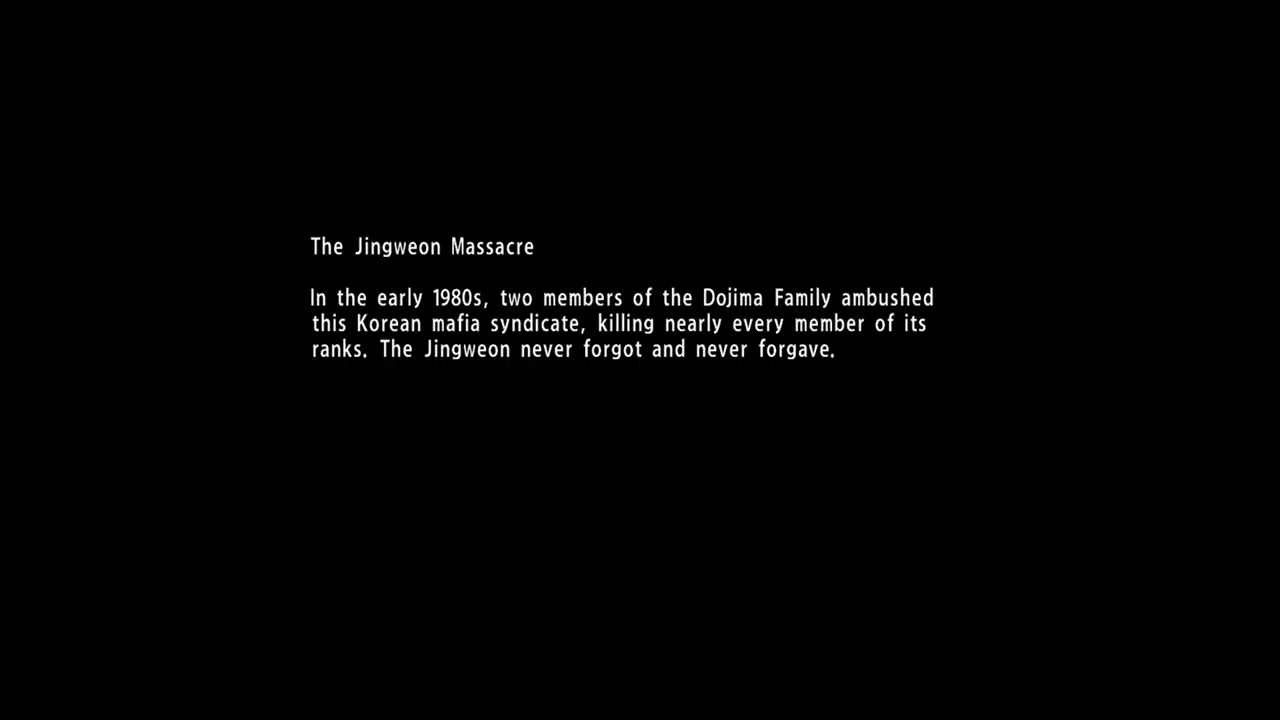 The Jingweon Massacre
In the early 1980s, two members of the Dojima Family ambushed
this Korean mafia syndicate, killing nearly every member of its
ranks. The Jingweon never forgot and never forgave.